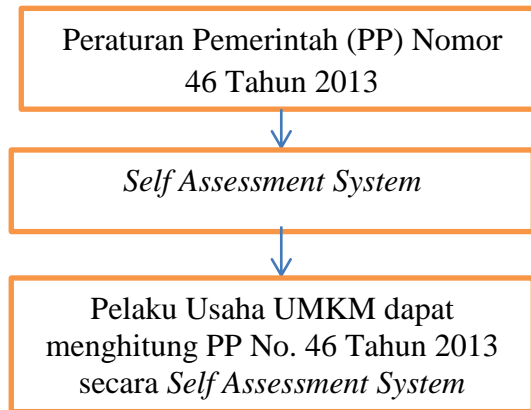 Peraturan Pemerintah (PP) Nomor
46 Tahun 2013
Self Assessment System
Pelaku Usaha UMKM dapat
menghitung PP No. 46 Tahun 2013
secara Self Assessment System